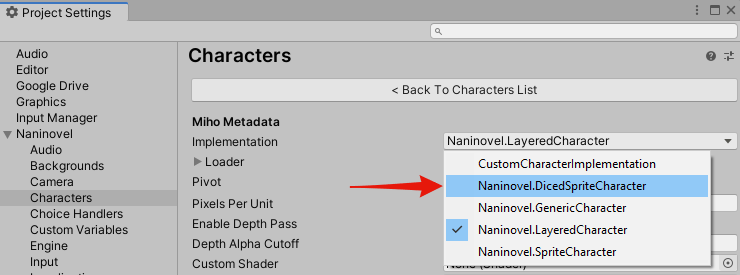 Project Settings
Audio
Editor
Google Drive
Graphics
Input Manager
Naninovel
Audio
Backgrounds
Camera
Characters
Choice Handlers
Custom Variables
Engine
Input
Characters
< Back To Characters List
Miho Metadata
Implementation
Naninovel.LayeredCharacter
Loader
Pivot
Pixels Per Unit
Enable Depth Pass
Depth Alpha Cutoff
Custom Shader
CustomCharacterImplementation
Naninovel.DicedSpriteCharacter
Naninovel.GenericCharacter
Naninovel.LayeredCharacter
Naninovel.SpriteCharacter